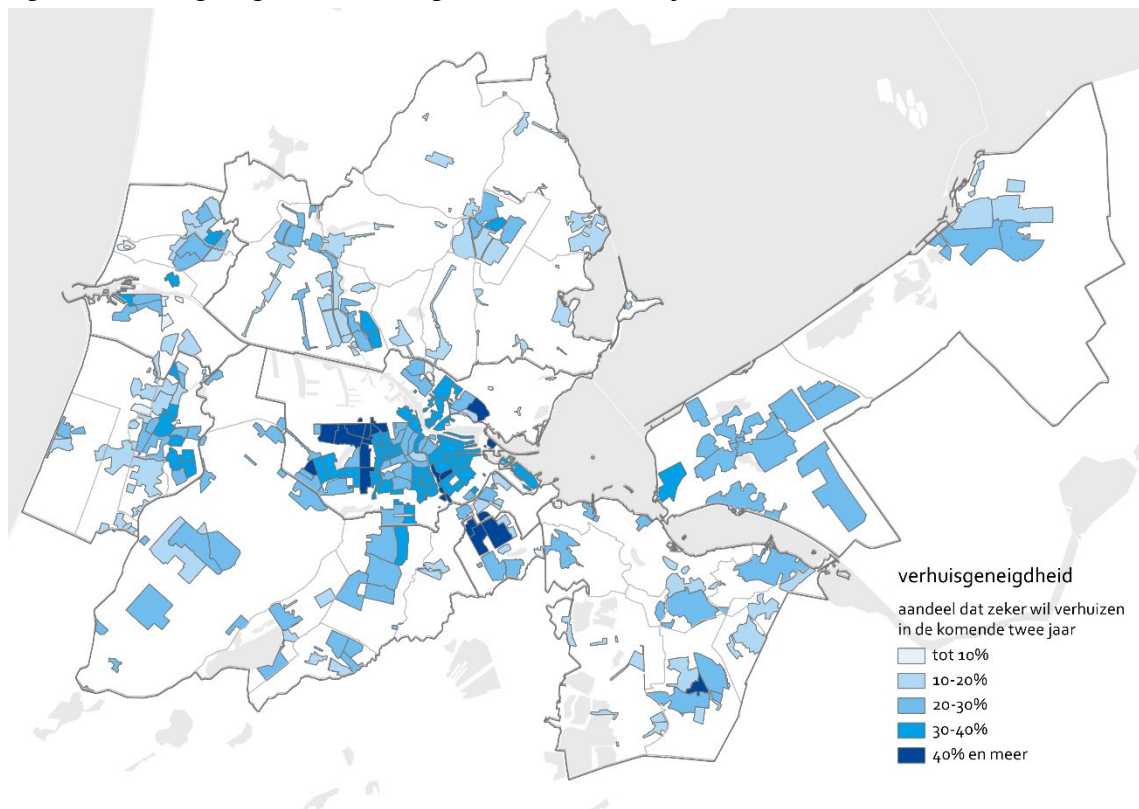 verhuisgeneigdheid
aandeel dat zeker wil verhuizen
in de komende twee jaar
tot 10%
10-20%
20-30%
30-40%
40% en meer